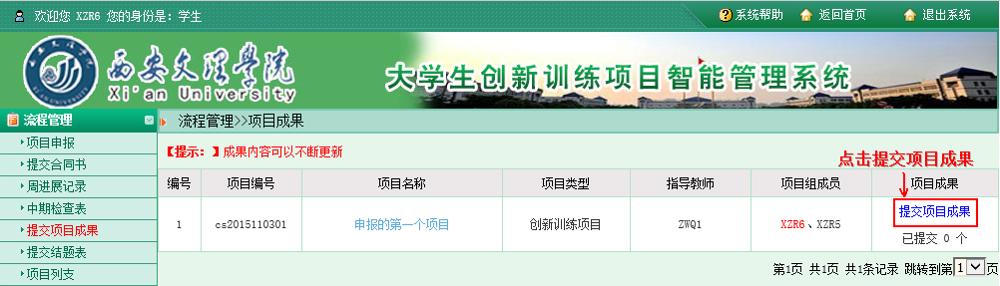 欢迎您 XZR6 您的身份是：学生
系统帮助 返回首页 退出系统
西安文理学院
Xi'an University
大学生创新训练项目智能管理系统
流程管理
流程管理>>项目成果
项目申报
提交合同书
周进展记录
中期检查表
提交项目成果
提交结题表
项目列支
【提示：】成果内容可以不断更新
点击提交项目成果
编号 项目编号 项目名称 项目类型 指导教师 项目组成员 项目成果
1 cs2015110301 申报的第一个项目 创新训练项目 ZWQ1 XZR6、XZR5 提交项目成果
已提交 0 个
第1页 共1页 共1条记录 跳转到第1页